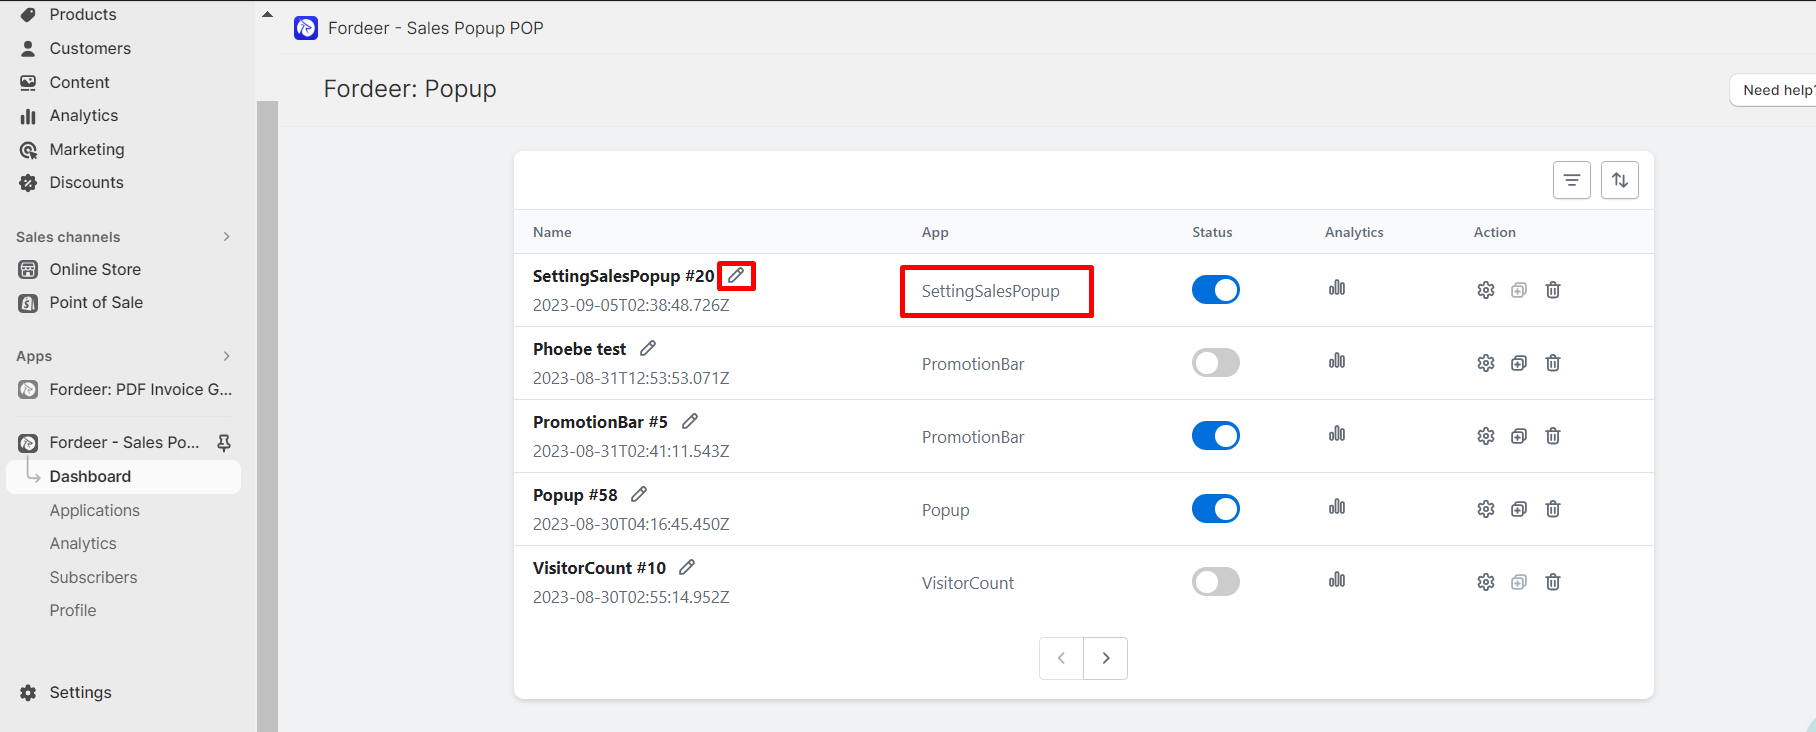 Products
Customers
Content
Analytics
Marketing
Discounts
Sales channels
Online Store
Point of Sale
Apps
Fordeer: PDF Invoice G...
Fordeer - Sales Po...
Dashboard
Applications
Analytics
Subscribers
Profile
Settings
Fordeer - Sales Popup POP
Fordeer: Popup
Need help?
Name App Status Analytics Action
SettingSalesPopup #20
2023-09-05T02:38:48.726Z
SettingSalesPopup
Phoebe test
2023-08-31T12:53:53.071Z
PromotionBar
PromotionBar #5
2023-08-31T02:41:11.543Z
PromotionBar
Popup #58
2023-08-30T04:16:45.450Z
Popup
VisitorCount #10
2023-08-30T02:55:14.952Z
VisitorCount